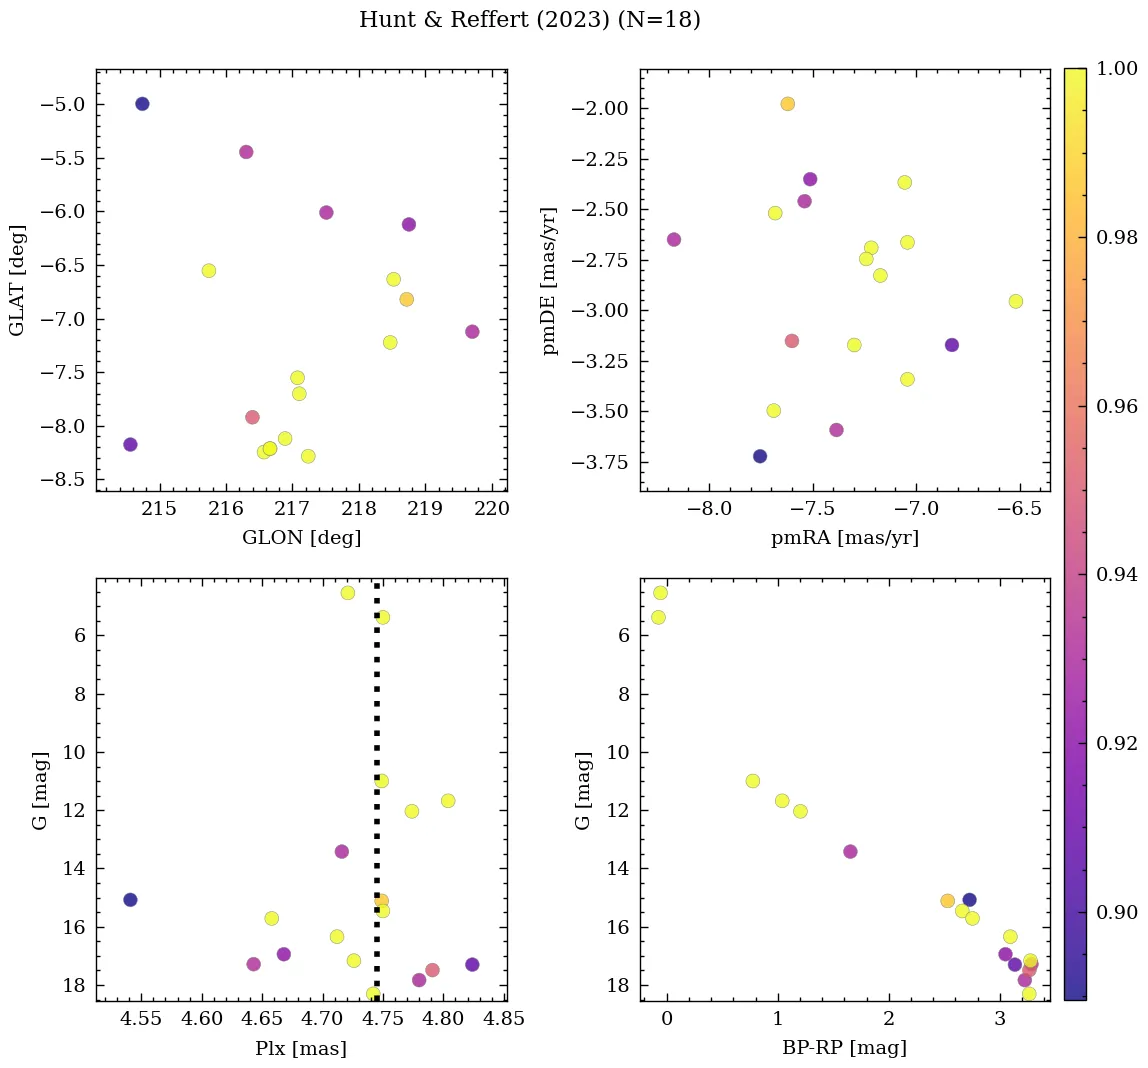 Hunt & Reffert (2023) (N=18)
−5.0
−5.5
−6.0
−6.5
−7.0
−7.5
−8.0
−8.5
GLAT [deg]
215 216 217 218 219 220
GLON [deg]
−2.00
−2.25
−2.50
−2.75
−3.00
−3.25
−3.50
−3.75
pmDE [mas/yr]
−8.0 −7.5 −7.0 −6.5
pmRA [mas/yr]
6
8
10
12
14
16
18
G [mag]
4.55 4.60 4.65 4.70 4.75 4.80 4.85
Plx [mas]
6
8
10
12
14
16
18
G [mag]
0 1 2 3
BP-RP [mag]
1.00
0.98
0.96
0.94
0.92
0.90